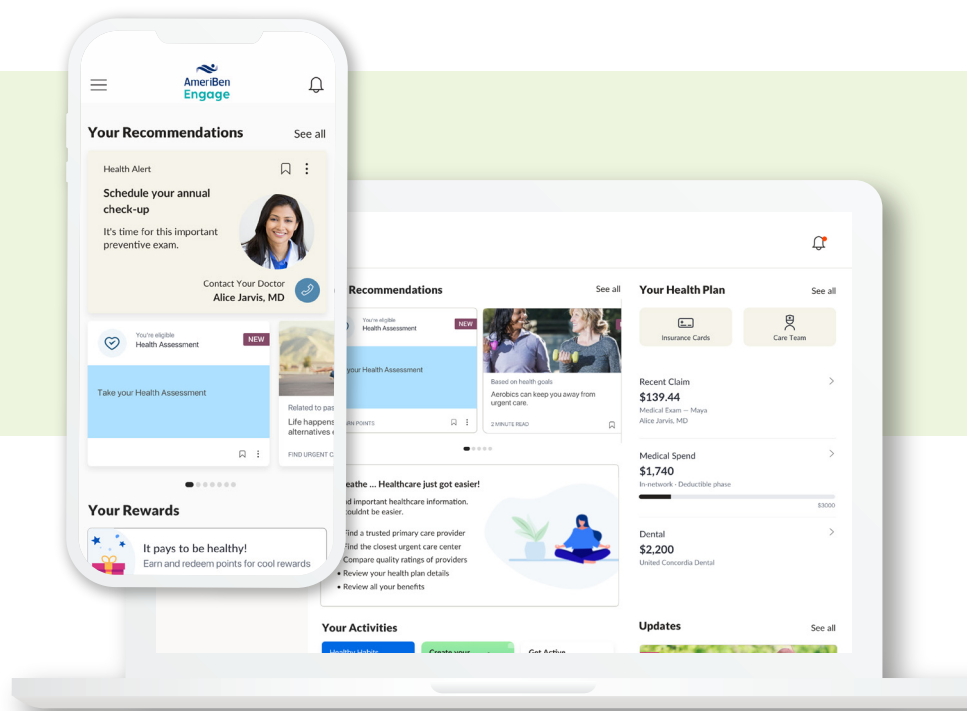 AmeriBen
Engage
Your Recommendations
See all
Health Alert
Schedule your annual
check-up
It's time for this important
preventive exam.
Contact Your Doctor
Alice Jarvis, MD
You're eligible
Health Assessment
NEW
Take your Health Assessment
Related to pas
Life happens
alternatives
FIND URGENT
Your Rewards
It pays to be healthy!
Earn and redeem points for cool rewards
Recommendations
See all
You're eligible
Health Assessment
NEW
your Health Assessment
POINTS
Based on health goals
Aerobics can keep you away from
urgent care.
2 MINUTE READ
eathe ... Healthcare just got easier!
d important healthcare information.
couldnt be easier.
Find a trusted primary care provider
Find the closest urgent care center
Compare quality ratings of providers
• Review your health plan details
• Review all your benefits
Your Activities
Healthy Habits
Create your
Get Active
Your Health Plan
See all
Insurance Cards
Care Team
Recent Claim
$139.44
Medical Exam — Maya
Alice Jarvis, MD
Medical Spend
$1,740
In-network - Deductible phase
$3000
Dental
$2,200
United Concordia Dental
Updates
See all